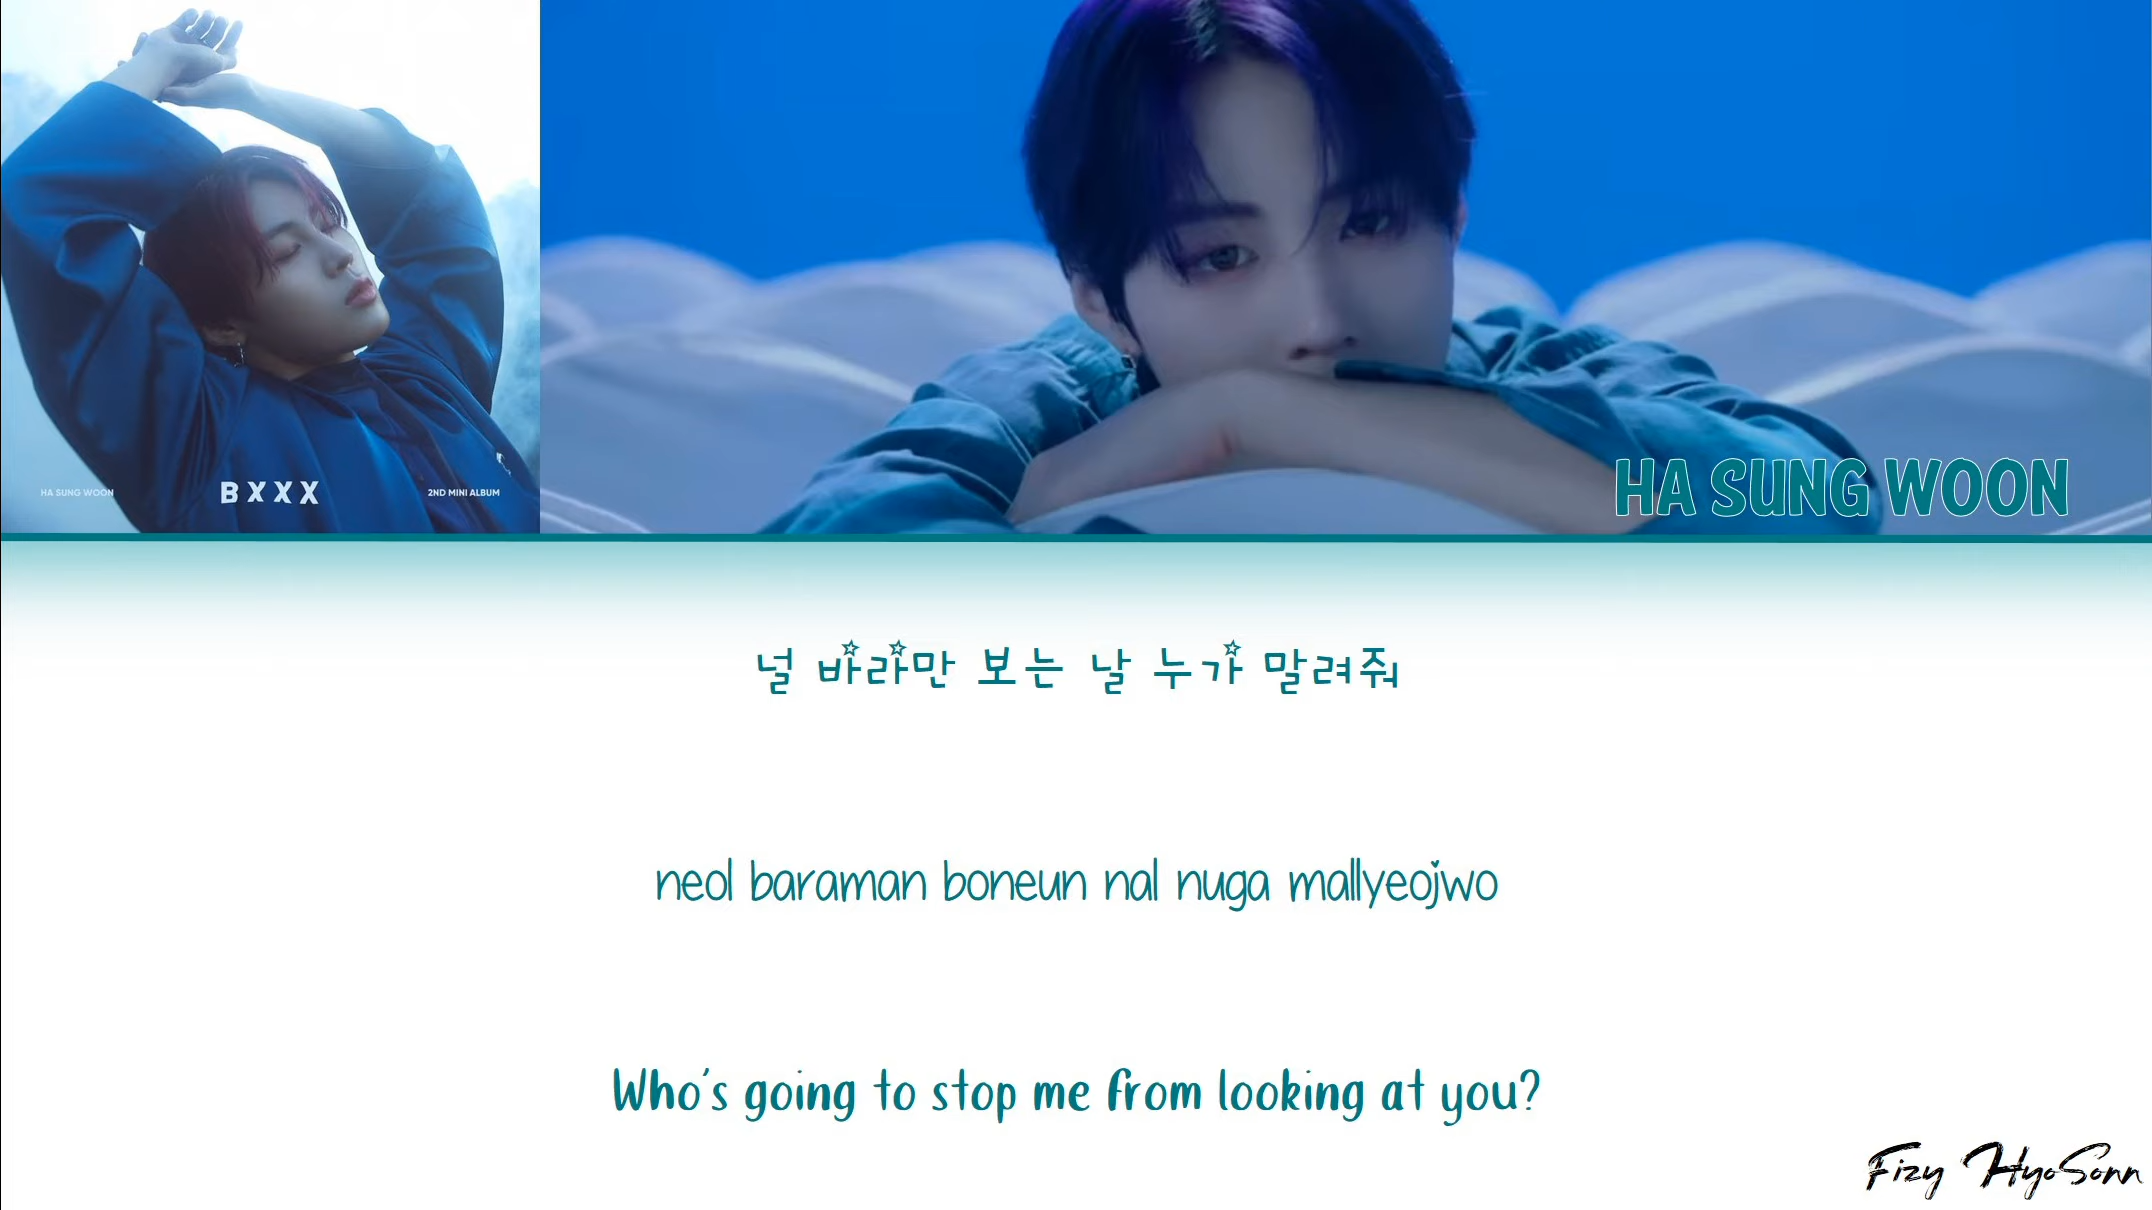 HA SUNG WOON
BXXX
2ND MINI ALBUM
HA SUNG WOON
널 바라만 보는 날 누가 말려줘
neol baraman boneun nal nuga mallyeojwo
Who's going to stop me from looking at you?
Fizy HyoSonn